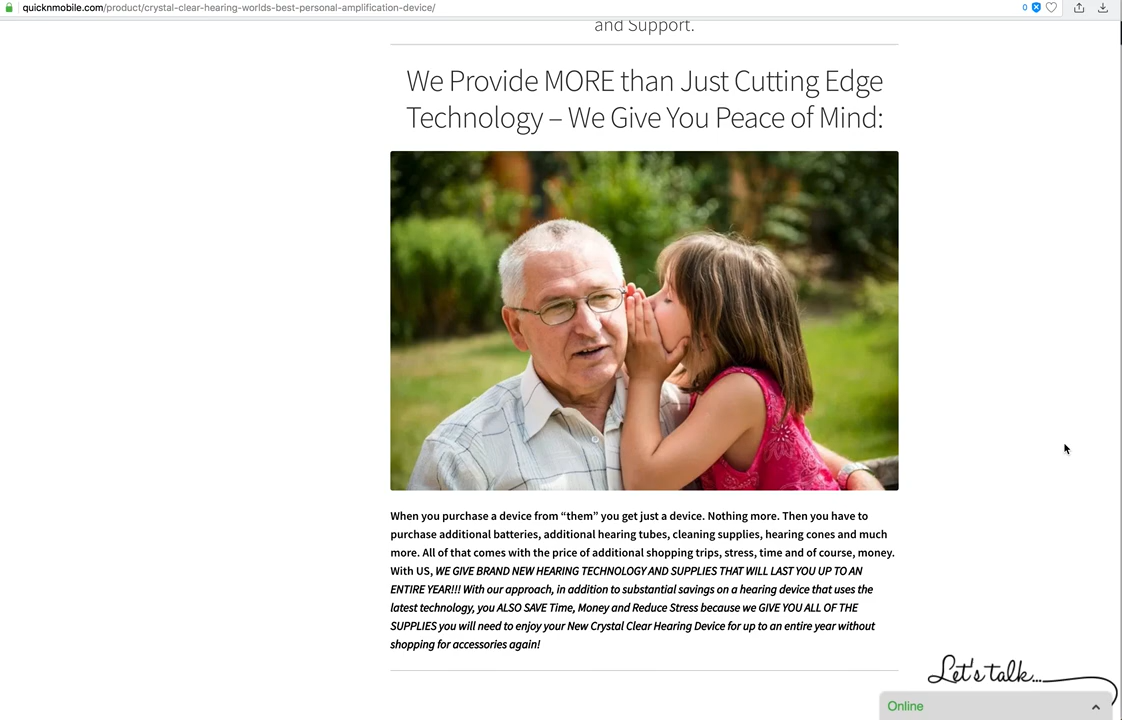 quicknmobile.com/product/crystal-clear-hearing-worlds-best-personal-amplification-device/
0
and Support.
We Provide MORE than Just Cutting Edge
Technology – We Give You Peace of Mind:
When you purchase a device from “them” you get just a device. Nothing more. Then you have to
purchase additional batteries, additional hearing tubes, cleaning supplies, hearing cones and much
more. All of that comes with the price of additional shopping trips, stress, time and of course, money.
With US, WE GIVE BRAND NEW HEARING TECHNOLOGY AND SUPPLIES THAT WILL LAST YOU UP TO AN
ENTIRE YEAR!!! With our approach, in addition to substantial savings on a hearing device that uses the
latest technology, you ALSO SAVE Time, Money and Reduce Stress because we GIVE YOU ALL OF THE
SUPPLIES you will need to enjoy your New Crystal Clear Hearing Device for up to an entire year without
shopping for accessories again!
Let's talk...
Online